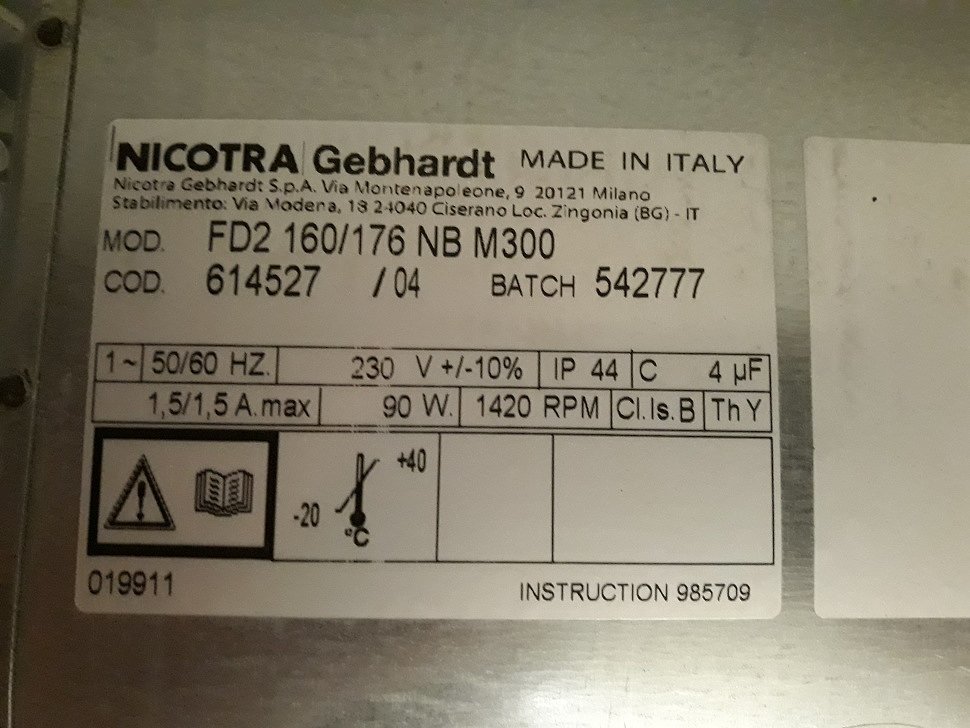 NICOTRA Gebhardt MADE IN ITALY
Nicotra Gebhardt S.p.A. Via Montenapoleone, 9 20121 Milano
Stabilimento: Via Modena, 18 24040 Ciserano Loc. Zingonia (BG) - IT
MOD. FD2 160/176 NB M300
COD. 614527 / 04 BATCH 542777
1~ 50/60 HZ. 230 V +/-10% IP 44 C 4 µF
1,5/1,5 A.max 90 W. 1420 RPM Cl.Is.B Th Y
+40
-20
°C
019911 INSTRUCTION 985709